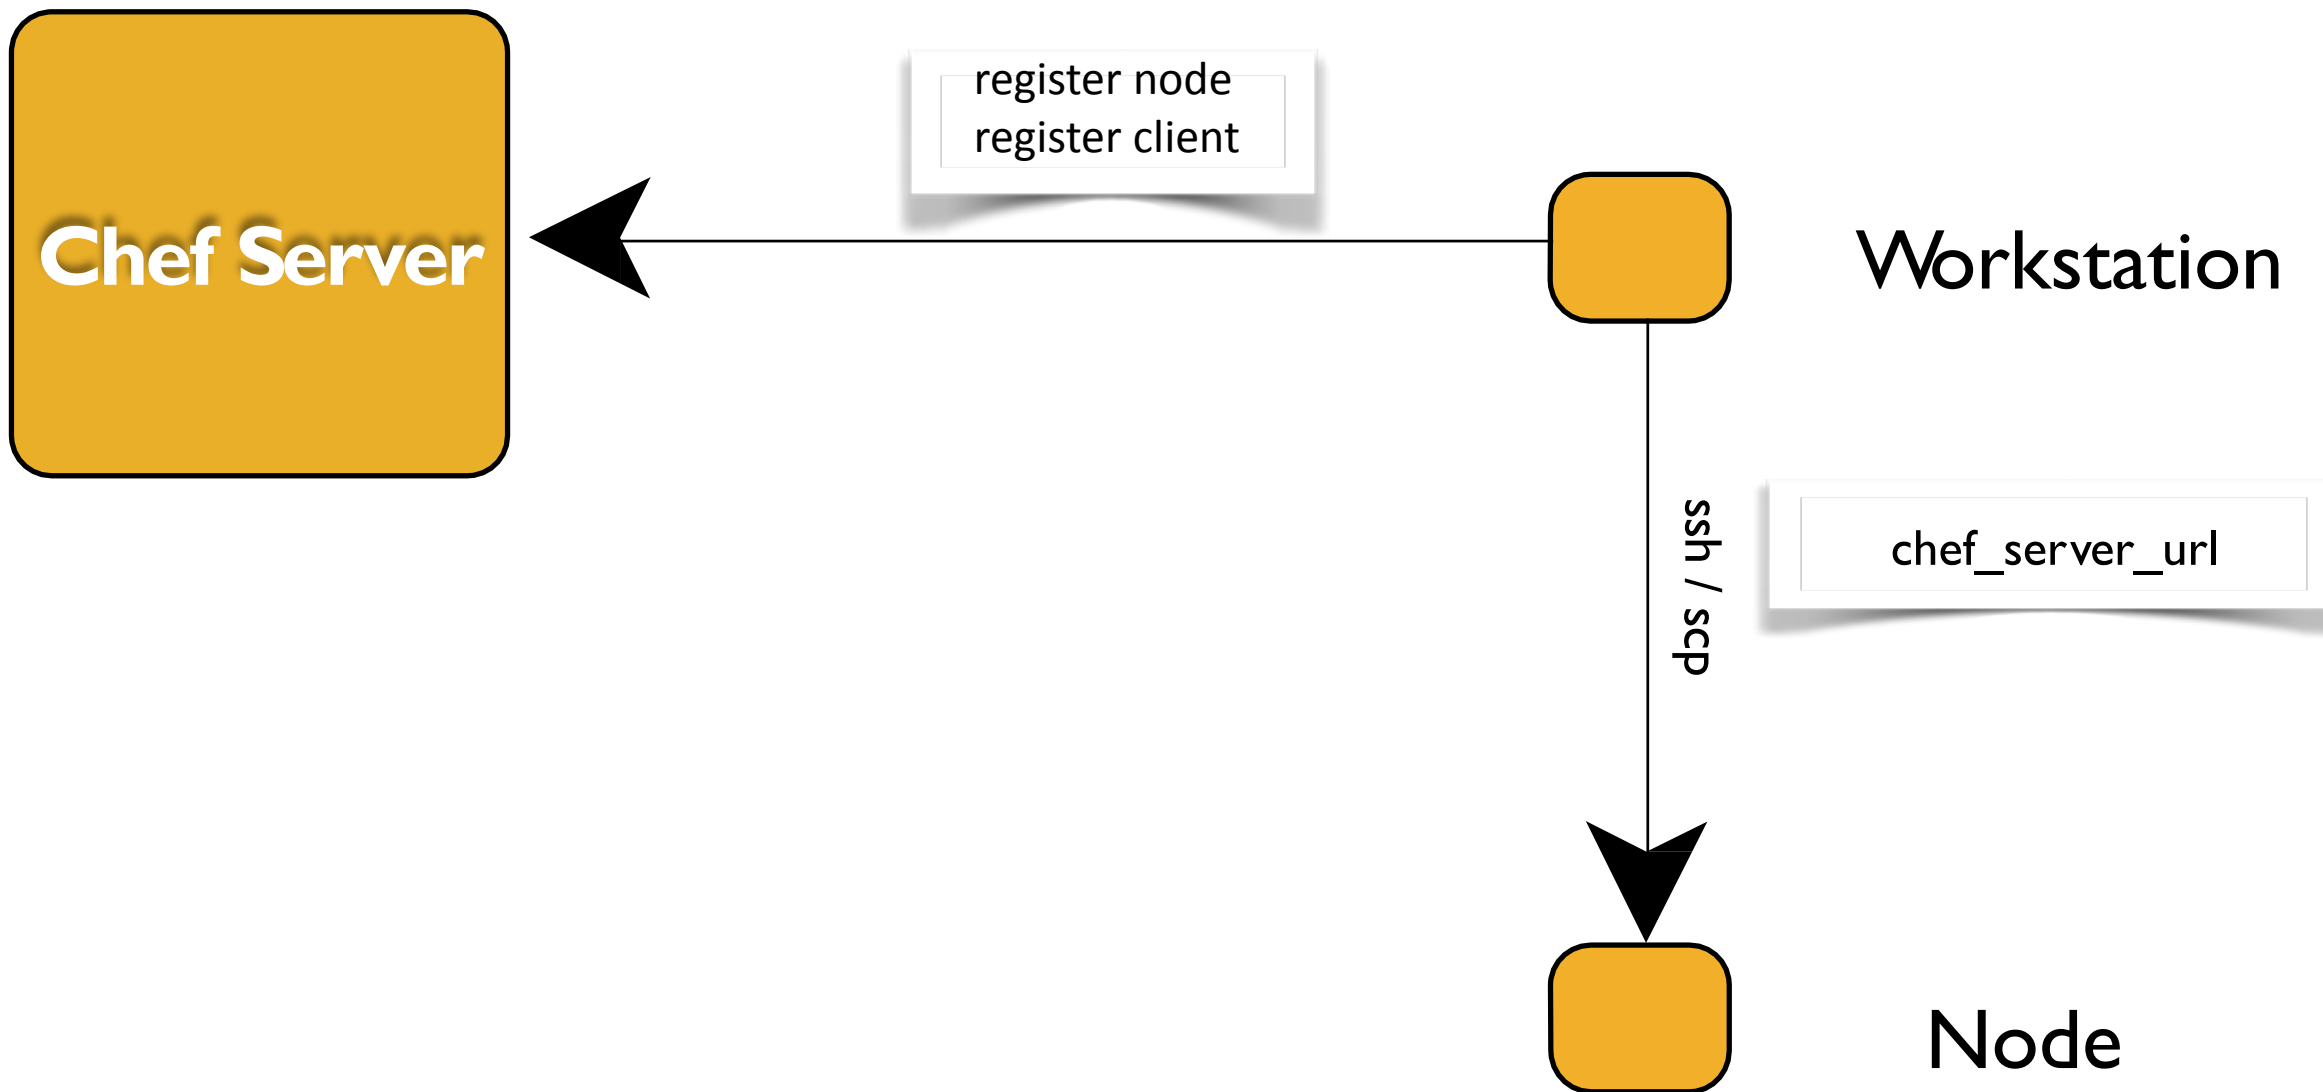 register node
register client
Chef Server
Workstation
ssh / scp
chef_server_url
Node